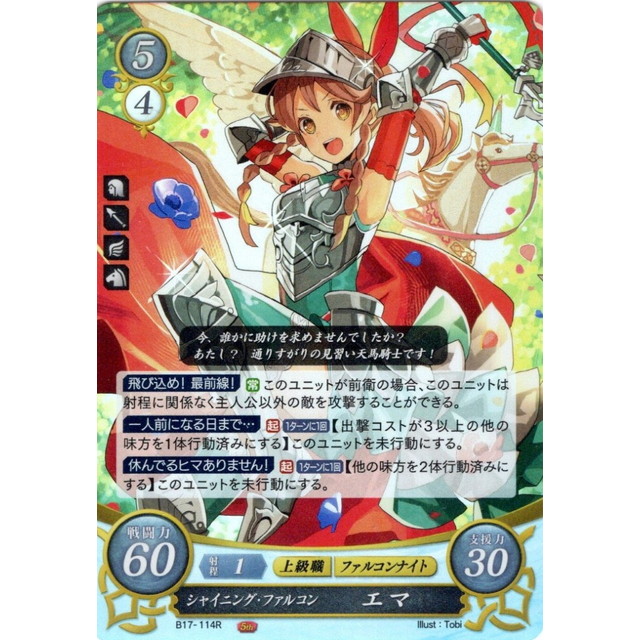 5
4
今、誰かに助けを求めませんでしたか?
あたし? 通りすがりの見習い天馬騎士です!
飛び込め! 最前線! 常 このユニットが前衛の場合、このユニットは
射程に関係なく主人公以外の敵を攻撃することができる。
一人前になる日まで… 起 1ターンに1回【出撃コストが3以上の他の
味方を1体行動済みにする】このユニットを未行動にする。
休んでるヒマありません! 起 1ターンに1回【他の味方を2体行動済みに
する】このユニットを未行動にする。
戦闘力
60
射程 1
上級職
ファルコンナイト
支援力
30
シャイニング・ファルコン エマ
B17-114R 5th Illust:Tobi